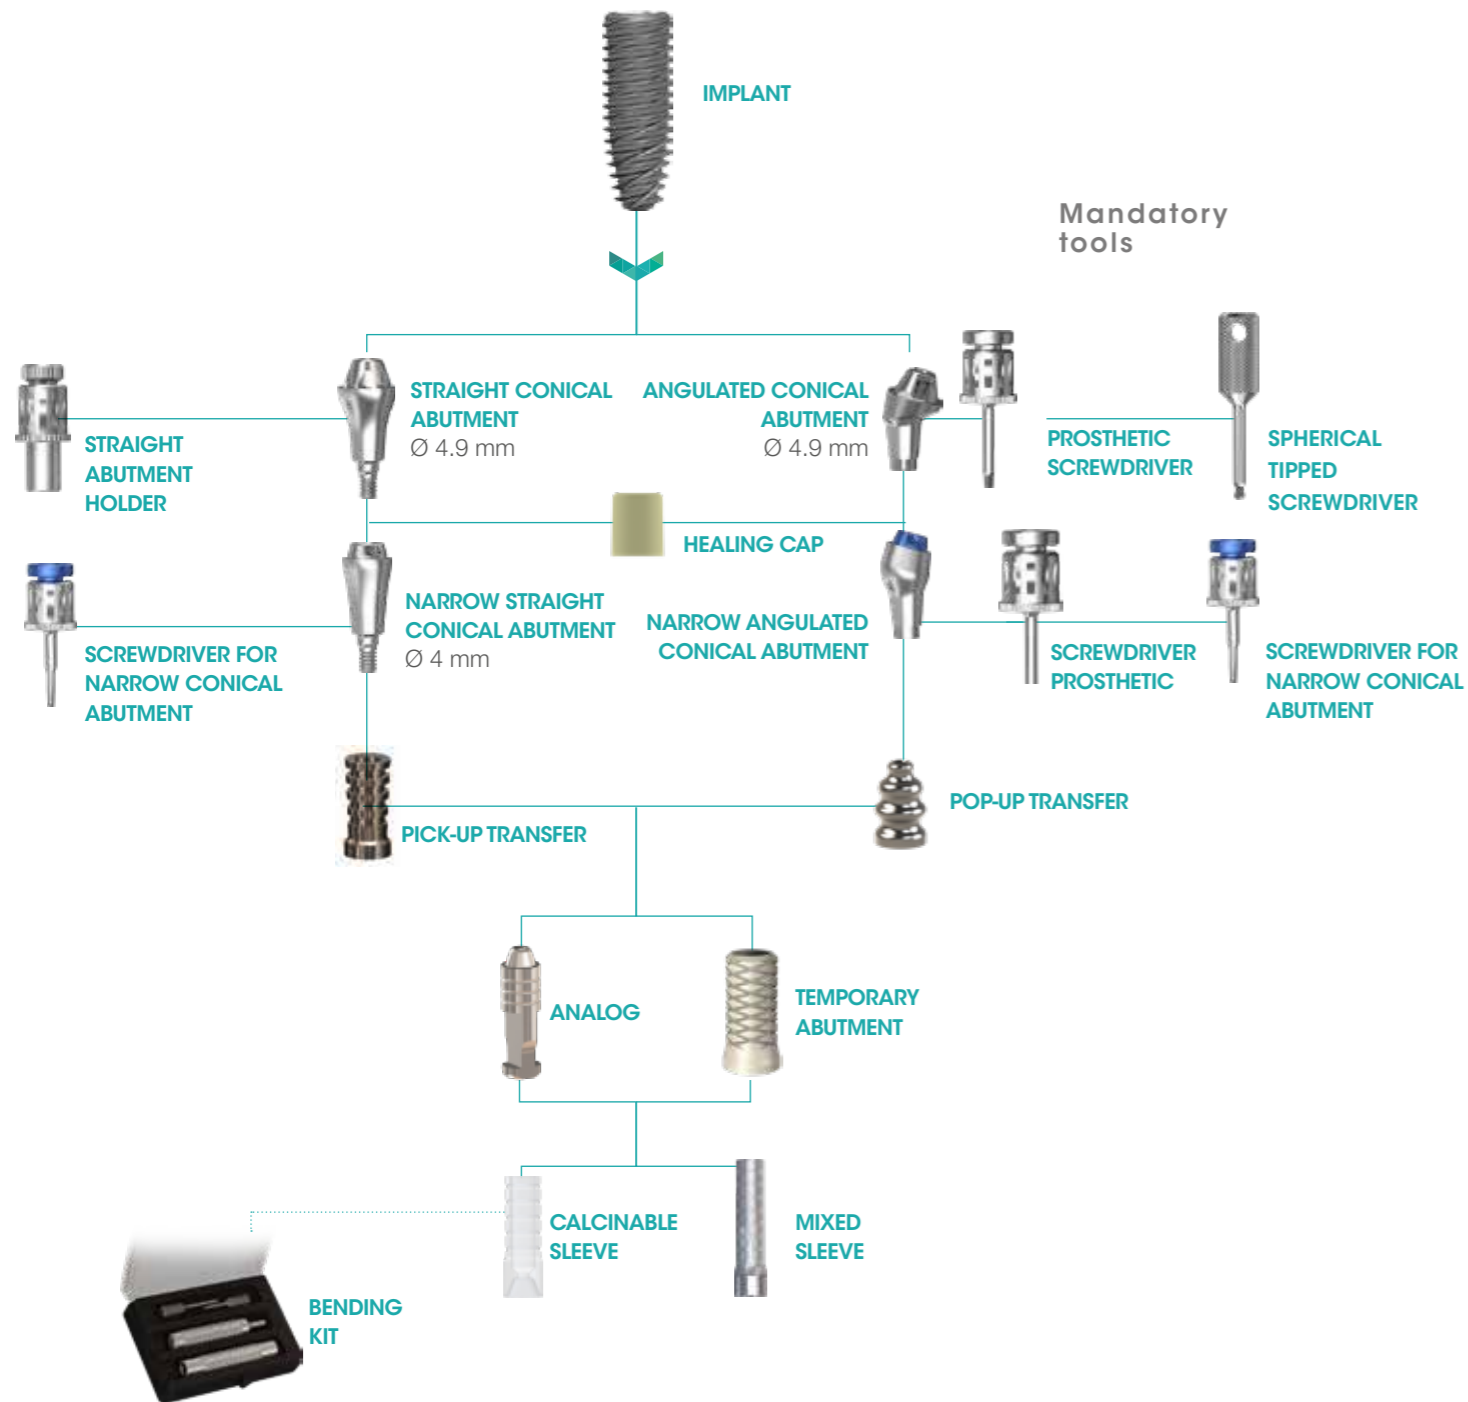 IMPLANT
Mandatory
tools
STRAIGHT CONICAL
ABUTMENT
Ø 4.9 mm
ANGULATED CONICAL
ABUTMENT
Ø 4.9 mm
STRAIGHT
ABUTMENT
HOLDER
PROSTHETIC
SCREWDRIVER
SPHERICAL
TIPPED
SCREWDRIVER
HEALING CAP
NARROW STRAIGHT
CONICAL ABUTMENT
Ø 4 mm
NARROW ANGULATED
CONICAL ABUTMENT
SCREWDRIVER FOR
NARROW CONICAL
ABUTMENT
SCREWDRIVER
PROSTHETIC
SCREWDRIVER FOR
NARROW CONICAL
ABUTMENT
PICK-UP TRANSFER
POP-UP TRANSFER
ANALOG
TEMPORARY
ABUTMENT
CALCINABLE
SLEEVE
MIXED
SLEEVE
BENDING
KIT